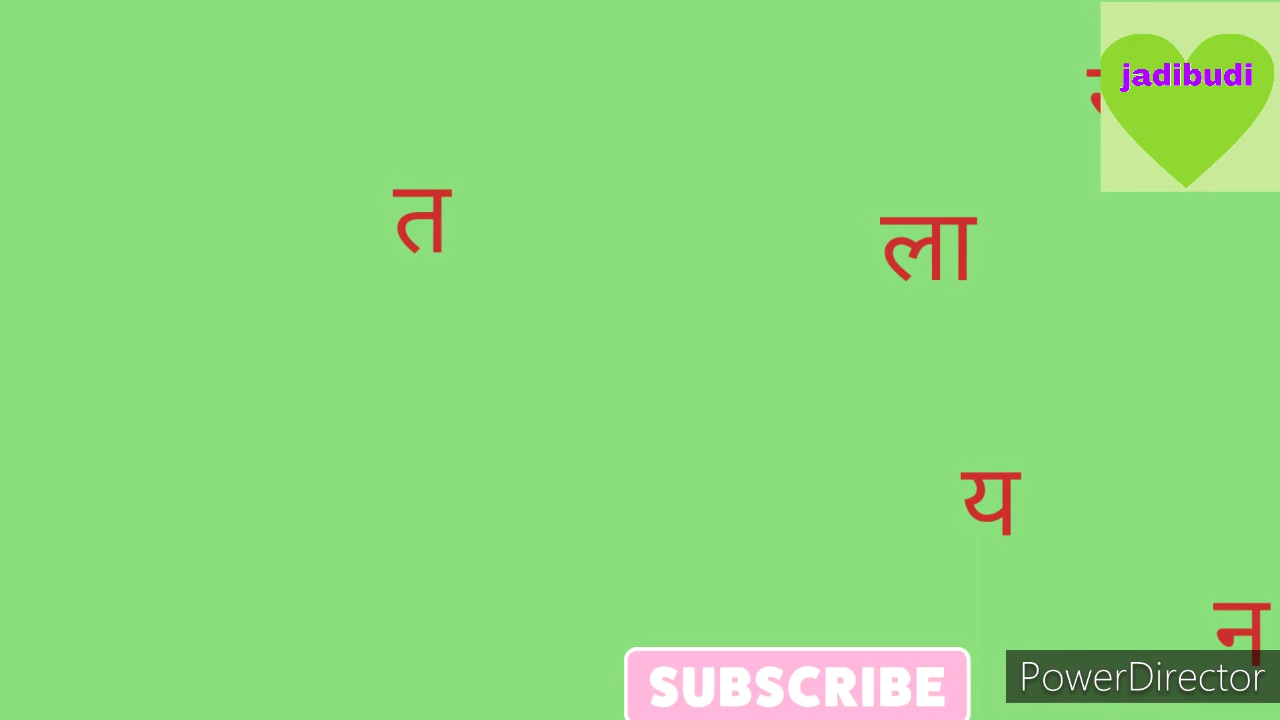 jadibudi
त
ला
य
न
SUBSCRIBE
PowerDirector